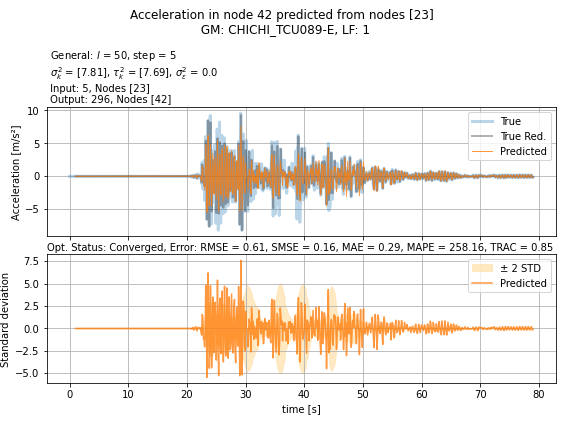 Acceleration in node 42 predicted from nodes [23]
GM: CHICHI_TCU089-E, LF: 1
General: l = 50, step = 5
σ²ₖ = [7.81], τ²ₖ = [7.69], σ²ε = 0.0
Input: 5, Nodes [23]
Output: 296, Nodes [42]
Acceleration [m/s²]
10
5
0
−5
True
True Red.
Predicted
Opt. Status: Converged, Error: RMSE = 0.61, SMSE = 0.16, MAE = 0.29, MAPE = 258.16, TRAC = 0.85
Standard deviation
7.5
5.0
2.5
0.0
−2.5
−5.0
± 2 STD
Predicted
0 10 20 30 40 50 60 70 80
time [s]